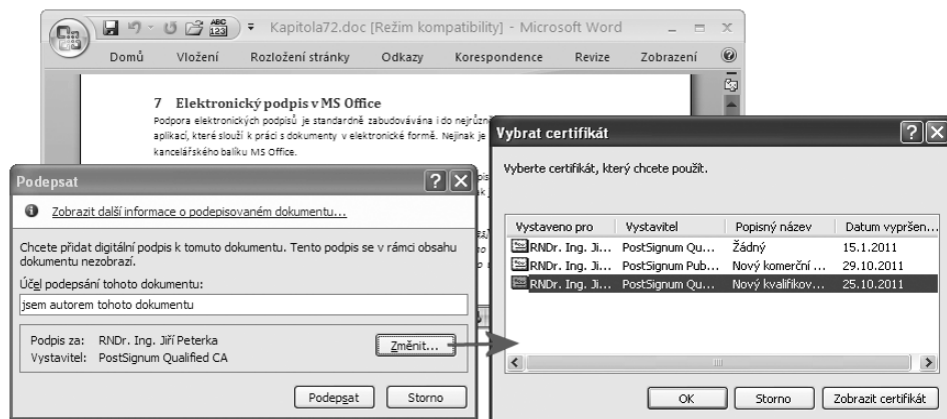 Kapitola72.doc [Režim kompatibility] - Microsoft Word
Domů Vložení Rozložení stránky Odkazy Korespondence Revize Zobrazení
7 Elektronický podpis v MS Office
Podpora elektronických podpisů je standardně zabudovávána i do nejrůzně
aplikací, které slouží k práci s dokumenty v elektronické formě. Nejinak je
kancelářského balíku MS Office.
Podepsat
Zobrazit další informace o podepisovaném dokumentu...
Chcete přidat digitální podpis k tomuto dokumentu. Tento podpis se v rámci obsahu
dokumentu nezobrazí.
Účel podepsání tohoto dokumentu:
jsem autorem tohoto dokumentu
Podpis za: RNDr. Ing. Jiří Peterka
Vystavitel: PostSignum Qualified CA
Změnit...
Podepsat Storno
Vybrat certifikát
Vyberte certifikát, který chcete použít.
Vystaveno pro Vystavitel Popisný název Datum vypršen...
RNDr. Ing. Ji... PostSignum Qu... Žádný 15.1.2011
RNDr. Ing. Ji... PostSignum Pub... Nový komerční ... 29.10.2011
RNDr. Ing. Ji... PostSignum Qu... Nový kvalifikov... 25.10.2011
OK Storno Zobrazit certifikát